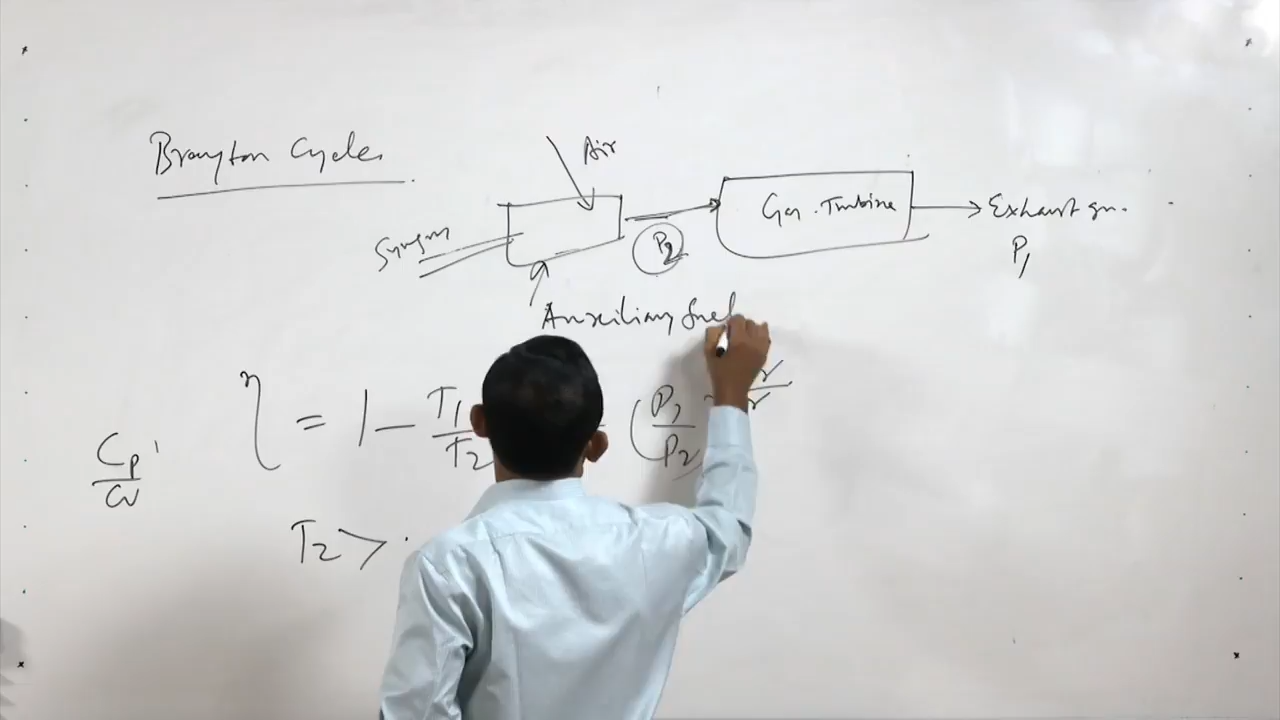 Brayton Cycles
Air
Syngas
Gas Turbine
Exhaust gas.
P2
P1
Auxiliary fuel
η = 1 - T1/T2 (P1/P2)
Cp/Cv
T2 >